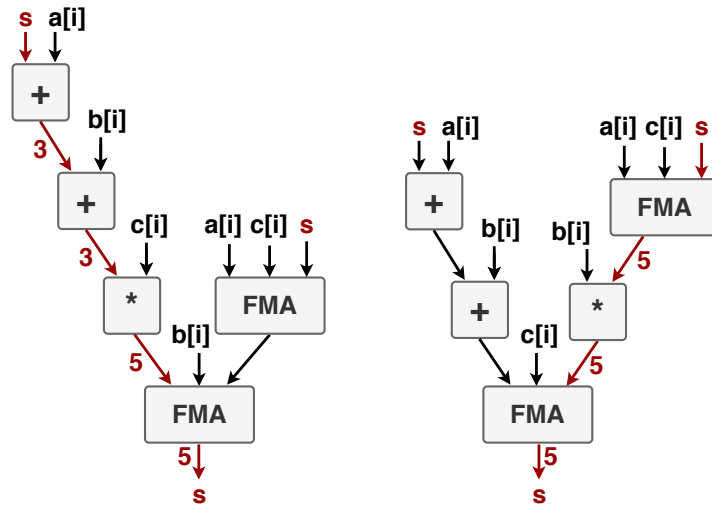 s a[i]
+
3 b[i]
+
3 c[i] a[i] c[i] s
* FMA
5 b[i]
FMA
5
s
s a[i] a[i] c[i] s
+ FMA
b[i] b[i] 5
+ *
c[i] 5
FMA
5
s